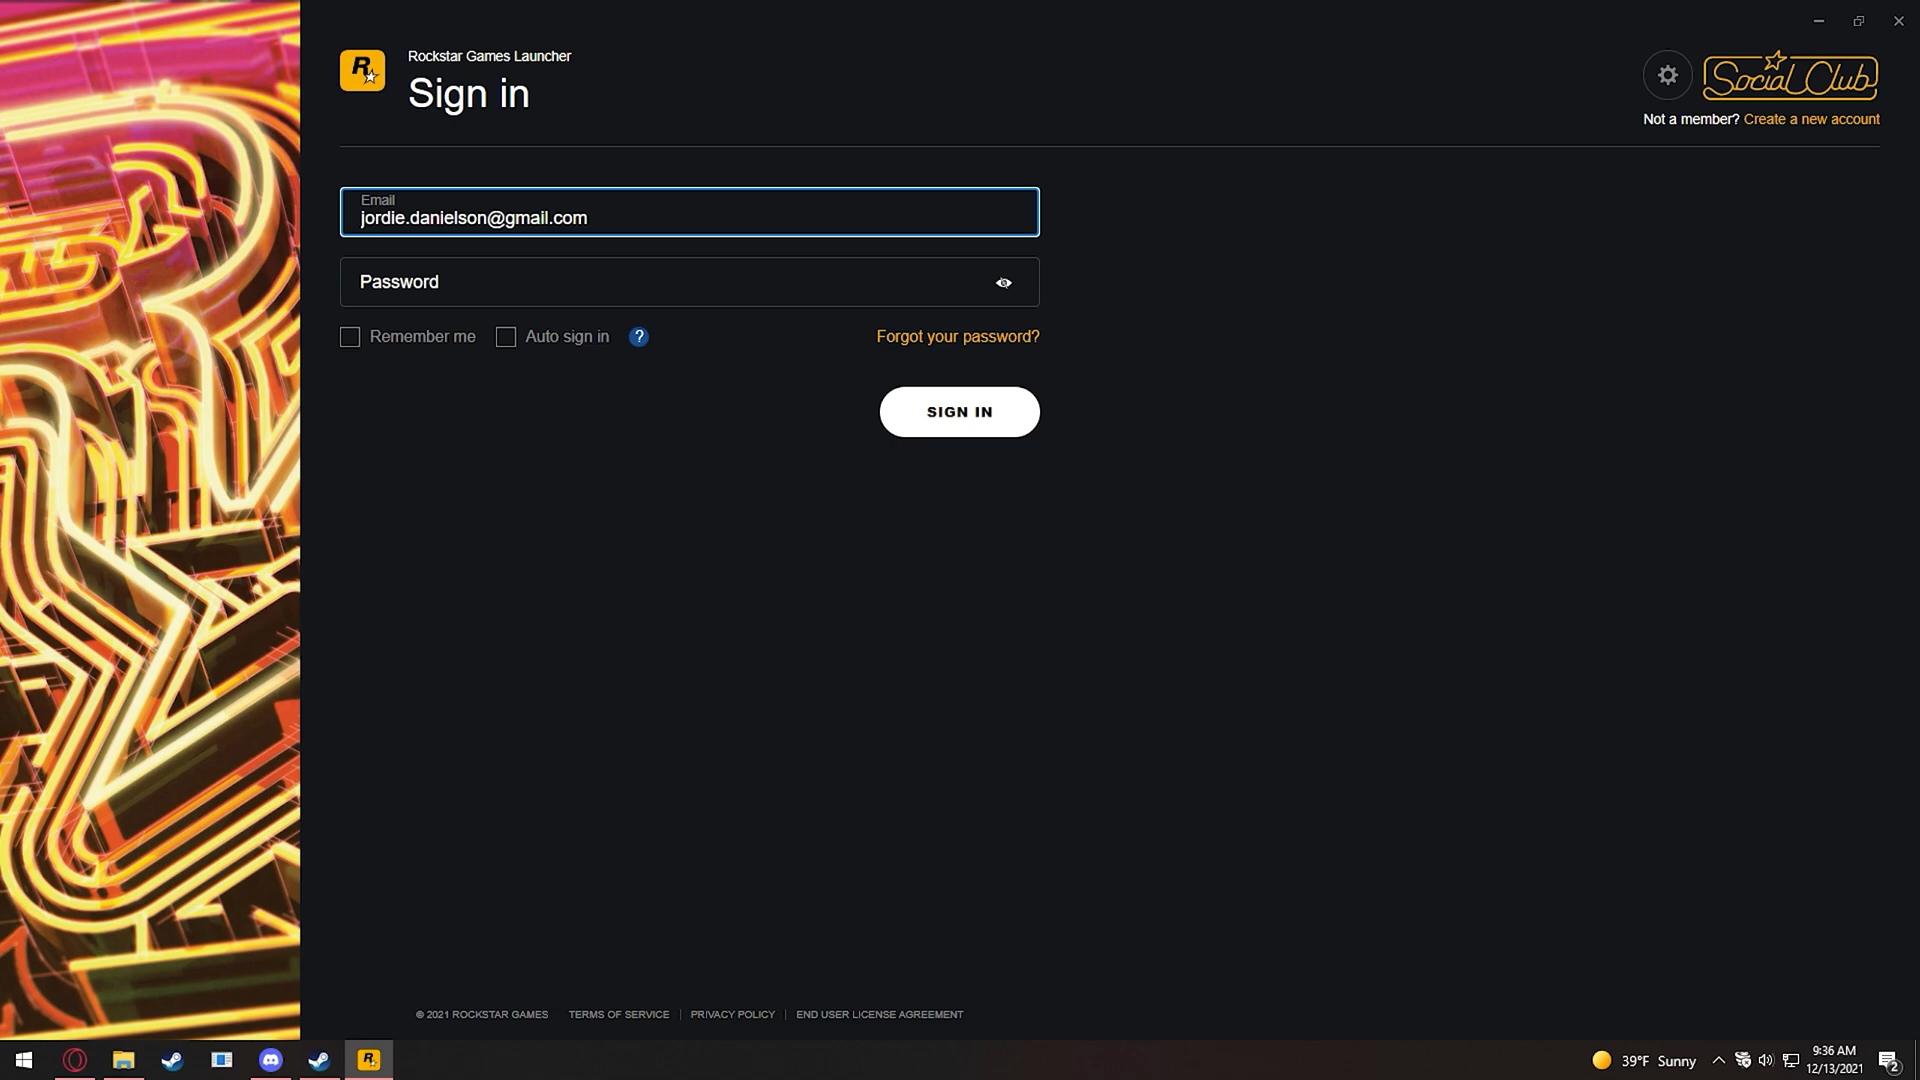 Rockstar Games Launcher
Sign in
Social Club
Not a member? Create a new account
Email
jordie.danielson@gmail.com
Password
Remember me
Auto sign in
?
Forgot your password?
SIGN IN
© 2021 ROCKSTAR GAMES
TERMS OF SERVICE
PRIVACY POLICY
END USER LICENSE AGREEMENT
39°F Sunny
9:36 AM
12/13/2021
2